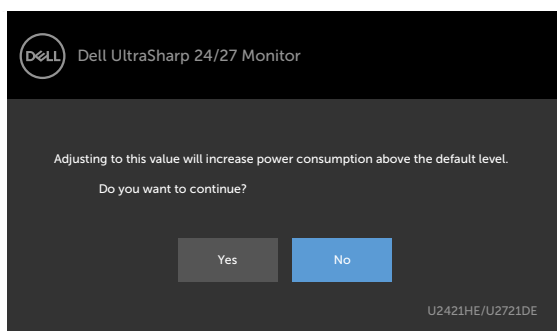 DELL Dell UltraSharp 24/27 Monitor
Adjusting to this value will increase power consumption above the default level.
Do you want to continue?
Yes No
U2421HE/U2721DE